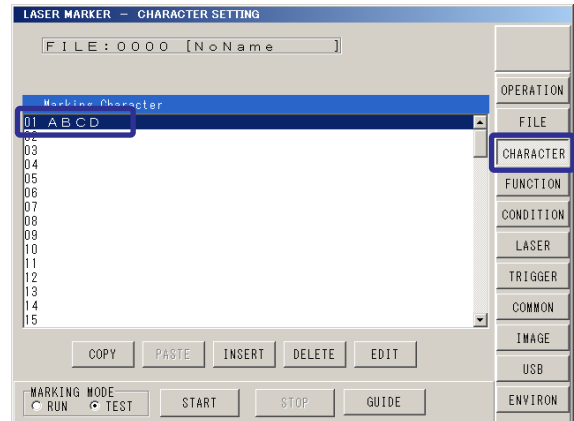 LASER MARKER — CHARACTER SETTING
FILE:0000 [NoName ]
Marking Character
01 ABCD
02
03
04
05
06
07
08
09
10
11
12
13
14
15
COPY PASTE INSERT DELETE EDIT
MARKING MODE
RUN TEST START STOP GUIDE
OPERATION
FILE
CHARACTER
FUNCTION
CONDITION
LASER
TRIGGER
COMMON
IMAGE
USB
ENVIRON